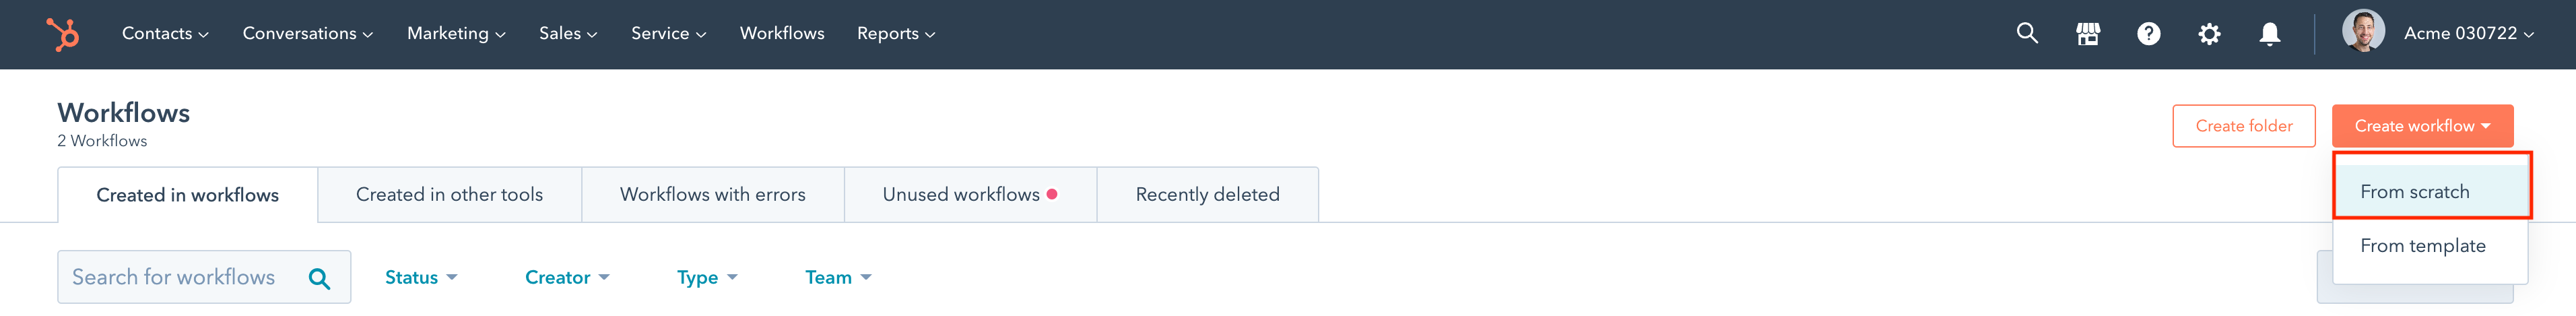 Contacts Conversations Marketing Sales Service Workflows Reports Acme 030722
Workflows
2 Workflows
Create folder
Create workflow
Created in workflows Created in other tools Workflows with errors Unused workflows Recently deleted
From scratch
From template
Search for workflows Status Creator Type Team